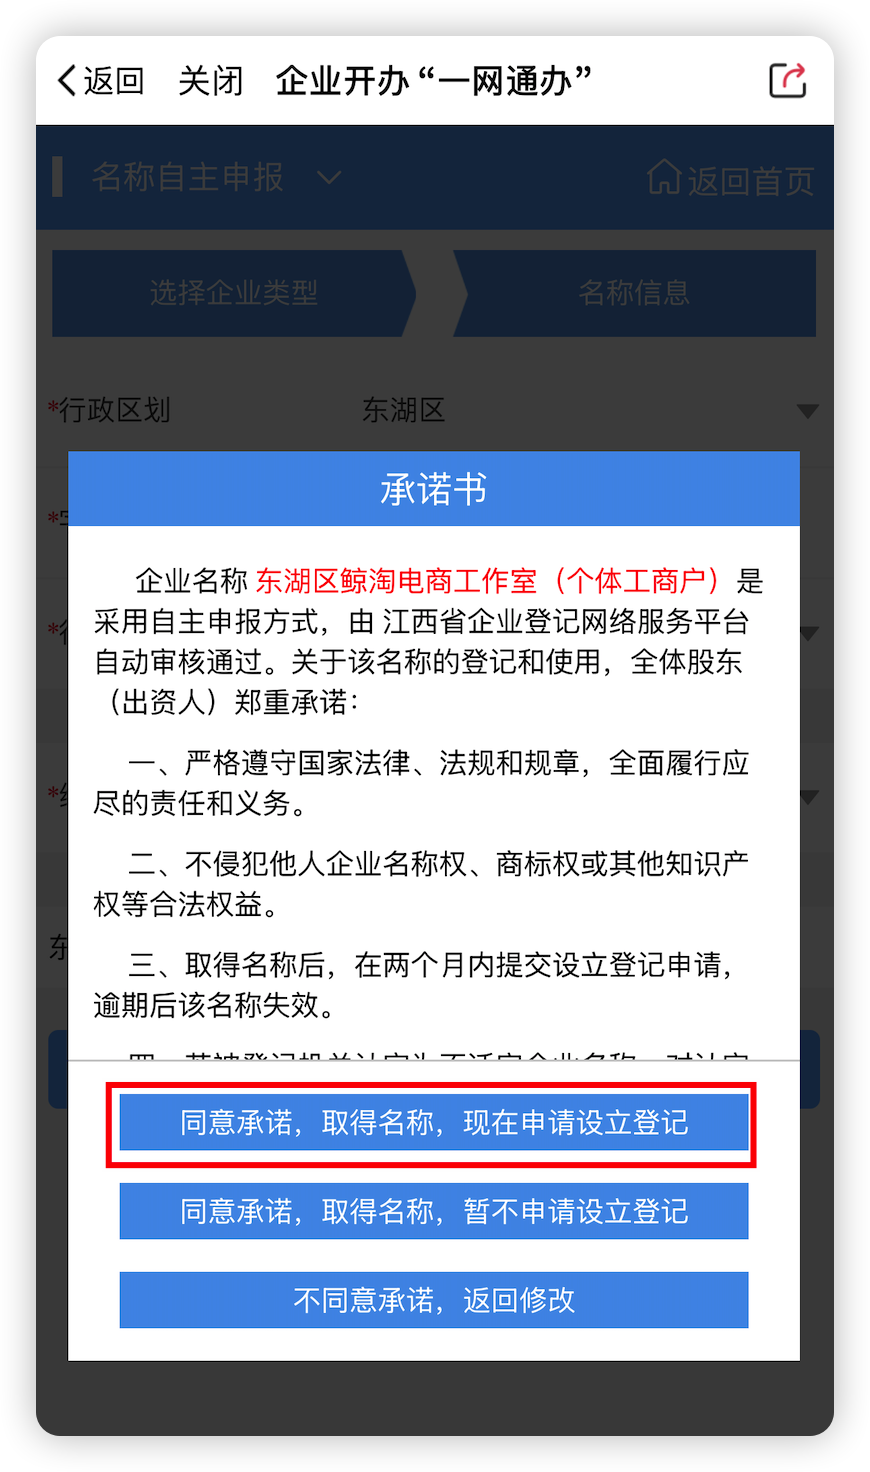 返回 关闭 企业开办“一网通办”
名称自主申报 返回首页
选择企业类型 名称信息
*行政区划 东湖区
承诺书
企业名称 东湖区鲸淘电商工作室（个体工商户）是
采用自主申报方式，由 江西省企业登记网络服务平台
自动审核通过。关于该名称的登记和使用，全体股东
（出资人）郑重承诺：
一、严格遵守国家法律、法规和规章，全面履行应
尽的责任和义务。
二、不侵犯他人企业名称权、商标权或其他知识产
权等合法权益。
三、取得名称后，在两个月内提交设立登记申请，
逾期后该名称失效。
同意承诺，取得名称，现在申请设立登记
同意承诺，取得名称，暂不申请设立登记
不同意承诺，返回修改